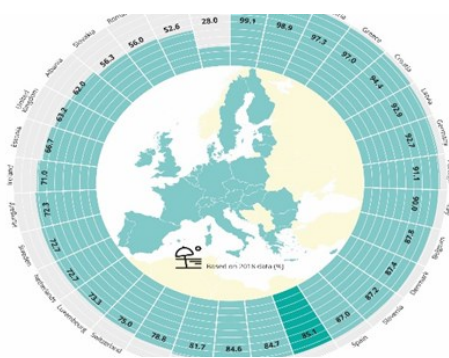 99.1
98.9
97.3
Greece
97.0
Croatia
94.4
Latvia
92.9
Germany
92.7
91.1
90.0
Belgium
87.8
Denmark
87.4
Slovenia
87.2
Spain
87.0
85.1
84.7
84.6
81.7
78.8
Switzerland
75.0
Luxembourg
73.3
Netherlands
72.7
Sweden
72.7
Hungary
72.3
Ireland
71.0
Estonia
66.7
United
Kingdom
63.2
Albania
62.0
Slovakia
56.3
56.0
52.6
28.0
Based on 2018 data (%)